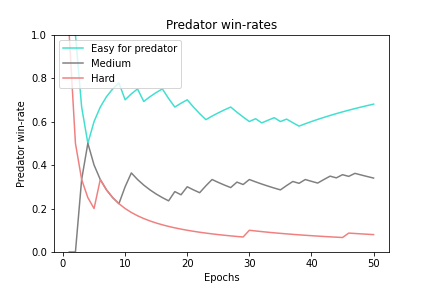 Predator win-rates
Predator win-rate
1.0
0.8
0.6
0.4
0.2
0.0
Easy for predator
Medium
Hard
0 10 20 30 40 50
Epochs